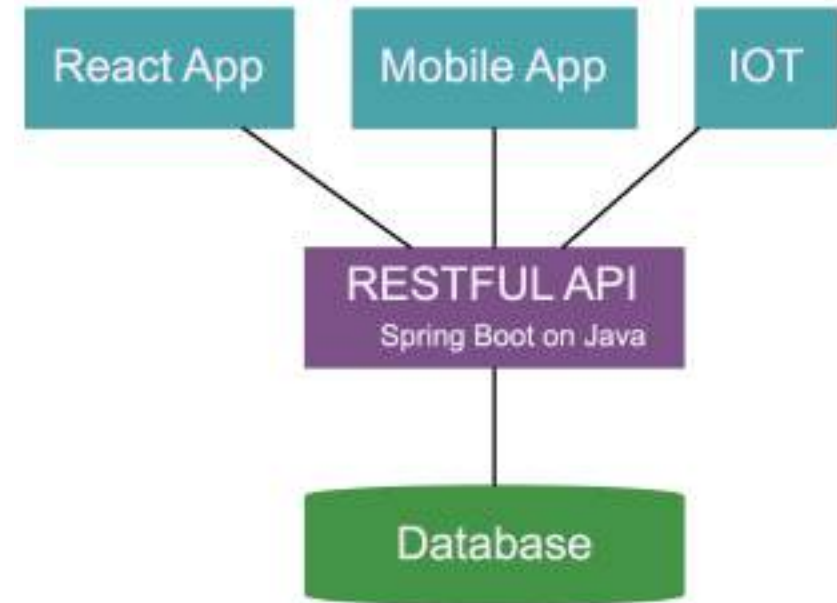 React App
Mobile App
IOT
RESTFUL API
Spring Boot on Java
Database